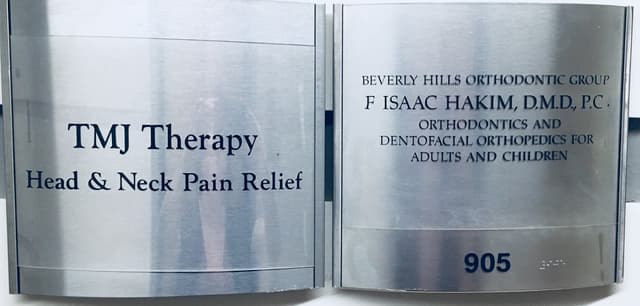 TMJ Therapy
Head & Neck Pain Relief
BEVERLY HILLS ORTHODONTIC GROUP
F ISAAC HAKIM, D.M.D., P.C.
ORTHODONTICS AND
DENTOFACIAL ORTHOPEDICS FOR
ADULTS AND CHILDREN
905